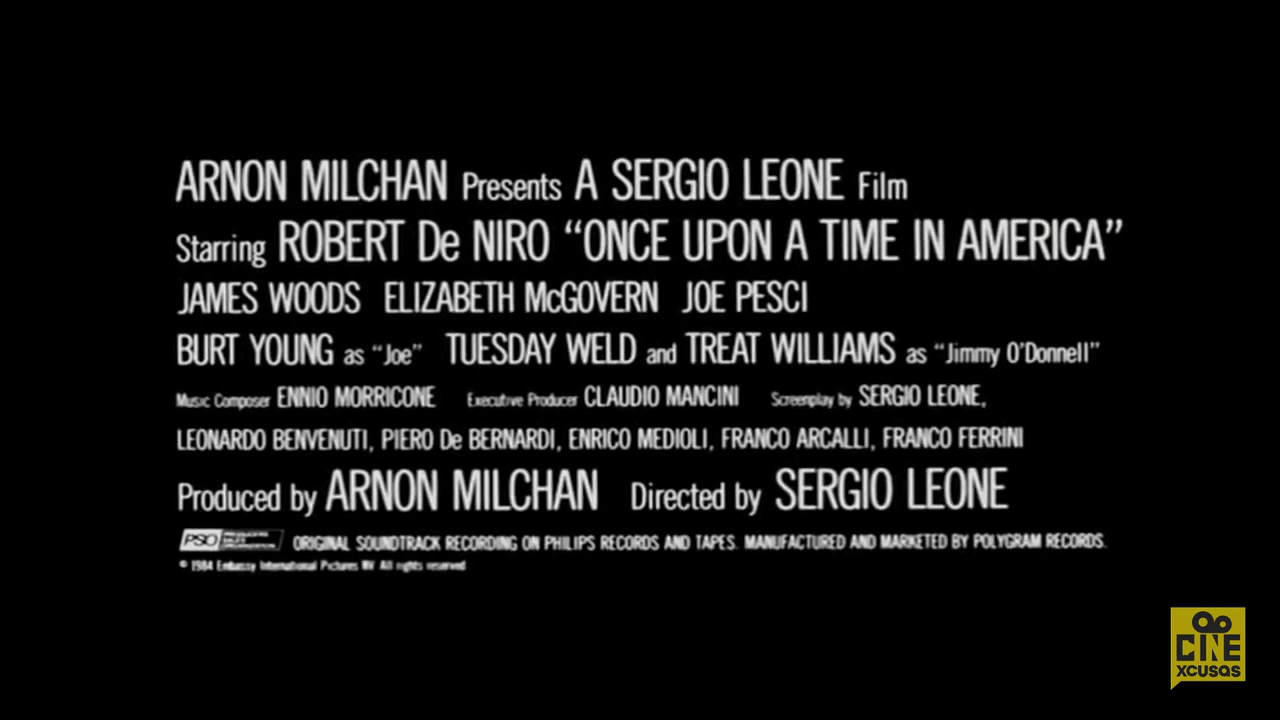 ARNON MILCHAN Presents A SERGIO LEONE Film
Starring ROBERT De NIRO “ONCE UPON A TIME IN AMERICA”
JAMES WOODS ELIZABETH McGOVERN JOE PESCI
BURT YOUNG as “Joe” TUESDAY WELD and TREAT WILLIAMS as “Jimmy O’Donnell”
Music Composer ENNIO MORRICONE Executive Producer CLAUDIO MANCINI Screenplay by SERGIO LEONE,
LEONARDO BENVENUTI, PIERO De BERNARDI, ENRICO MEDIOLI, FRANCO ARCALLI, FRANCO FERRINI
Produced by ARNON MILCHAN Directed by SERGIO LEONE
PSO ORIGINAL SOUNDTRACK RECORDING ON PHILIPS RECORDS AND TAPES. MANUFACTURED AND MARKETED BY POLYGRAM RECORDS.
© 1984 Embassy International Pictures NV All rights reserved
CINE
XCUSAS